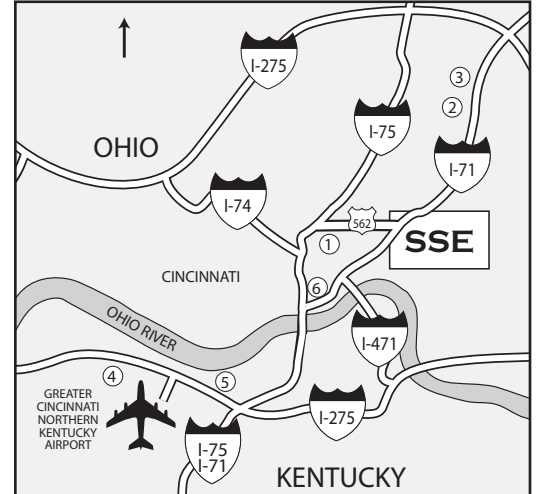 I-275
③
②
I-75
OHIO
I-71
I-74
562
①
SSE
CINCINNATI
⑥
OHIO RIVER
I-471
④
⑤
GREATER
CINCINNATI
NORTHERN
KENTUCKY
AIRPORT
I-275
I-75
I-71
KENTUCKY